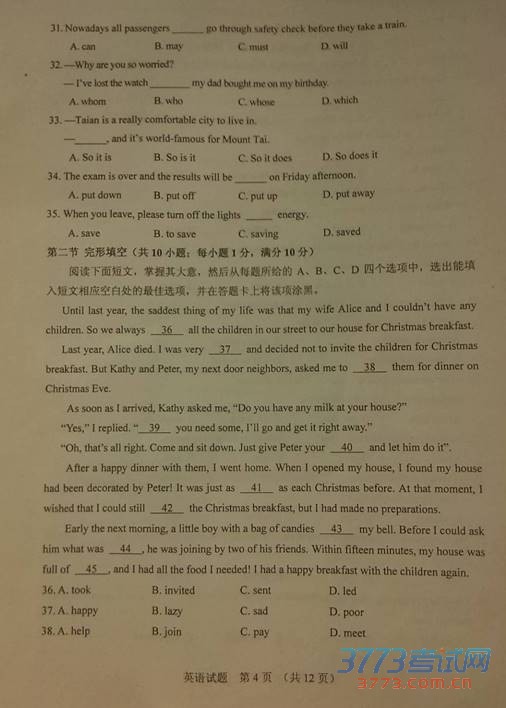 31. Nowadays all passengers ______ go through safety check before they take a train.
A. can B. may C. must D. will
32. —Why are you so worried?
— I've lost the watch ________ my dad bought me on my birthday.
A. whom B. who C. whose D. which
33. —Taian is a really comfortable city to live in.
—______, and it's world-famous for Mount Tai.
A. So it is B. So is it C. So it does D. So does it
34. The exam is over and the results will be ______ on Friday afternoon.
A. put down B. put off C. put up D. put away
35. When you leave, please turn off the lights _____ energy.
A. save B. to save C. saving D. saved
第二节 完形填空（共 10 小题；每小题 1 分，满分 10 分）
阅读下面短文，掌握其大意，然后从每题所给的 A、B、C、D 四个选项中，选出能填
入短文相应空白处的最佳选项，并在答题卡上将该项涂黑。
Until last year, the saddest thing of my life was that my wife Alice and I couldn't have any
children. So we always __36__ all the children in our street to our house for Christmas breakfast.
Last year, Alice died. I was very __37__ and decided not to invite the children for Christmas
breakfast. But Kathy and Peter, my next door neighbors, asked me to __38__ them for dinner on
Christmas Eve.
As soon as I arrived, Kathy asked me, "Do you have any milk at your house?"
"Yes," I replied. "__39__ you need some, I'll go and get it right away."
"Oh, that's all right. Come and sit down. Just give Peter your __40__ and let him do it".
After a happy dinner with them, I went home. When I opened my house, I found my house
had been decorated by Peter! It was just as __41__ as each Christmas before. At that moment, I
wished that I could still __42__ the Christmas breakfast, but I had made no preparations.
Early the next morning, a little boy with a bag of candies __43__ my bell. Before I could ask
him what was __44__, he was joining by two of his friends. Within fifteen minutes, my house was
full of __45__, and I had all the food I needed! I had a happy breakfast with the children again.
36. A. took B. invited C. sent D. led
37. A. happy B. lazy C. sad D. poor
38. A. help B. join C. pay D. meet
英语试题 第 4 页 （共 12 页）
3773考试网
3773.com.cn